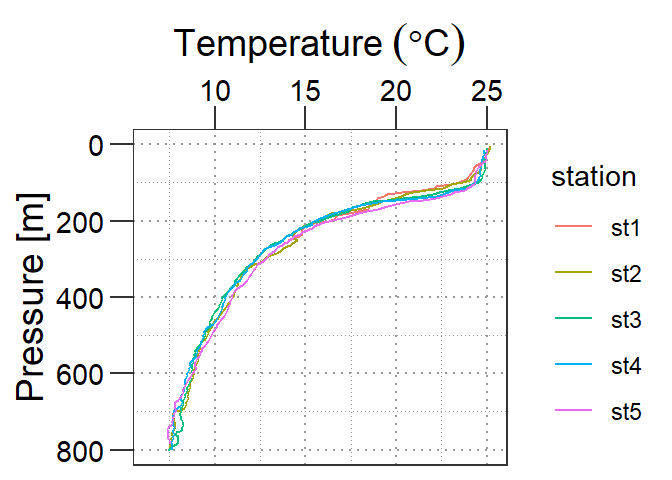 Temperature (°C)
10 15 20 25
0
200
400
600
800
Pressure [m]
station
st1
st2
st3
st4
st5